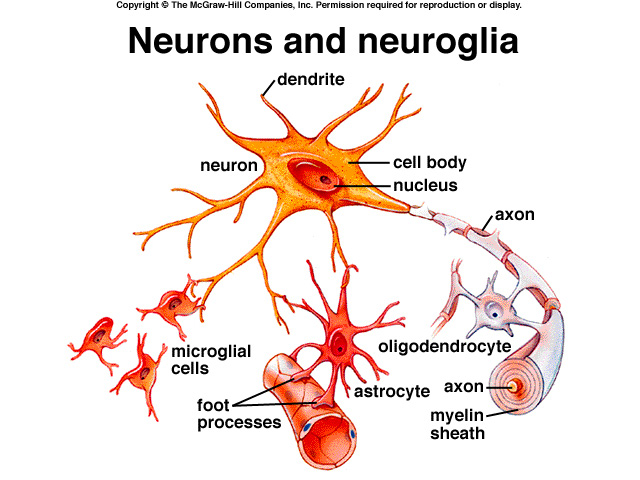 Copyright © The McGraw-Hill Companies, Inc. Permission required for reproduction or display.
Neurons and neuroglia
dendrite
neuron
cell body
nucleus
axon
microglial
cells
oligodendrocyte
astrocyte
axon
foot
processes
myelin
sheath